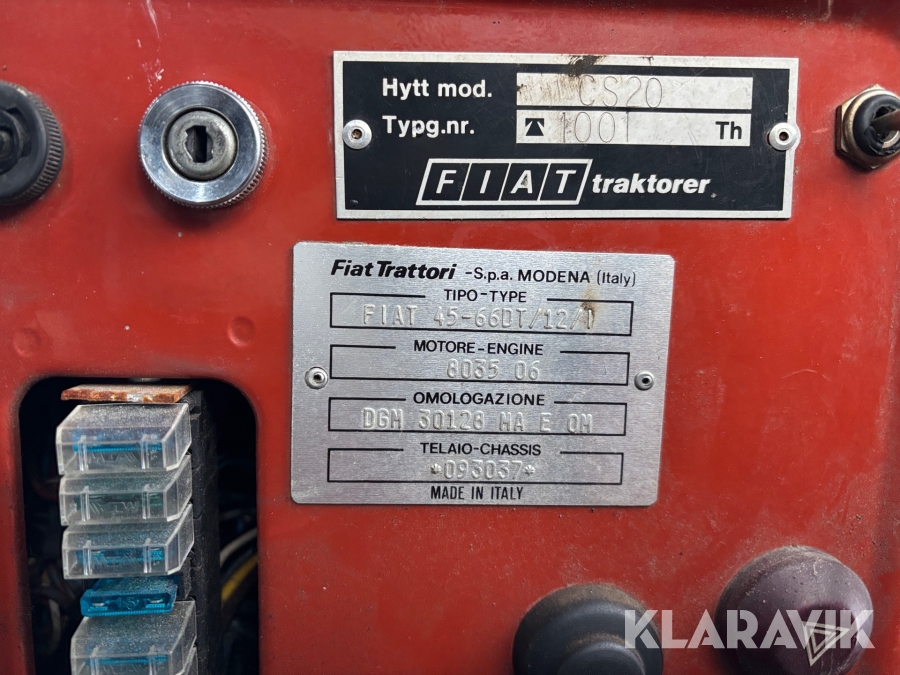 Hytt mod. CS20
Typg.nr. 1001 Th
FIAT traktorer
Fiat Trattori -S.p.a. MODENA (Italy)
TIPO-TYPE
FIAT 45-66DT/12/1
MOTORE-ENGINE
8035 06
OMOLOGAZIONE
DGM 30128 MA E OM
TELAIO-CHASSIS
*093037*
MADE IN ITALY
KLARAVIK